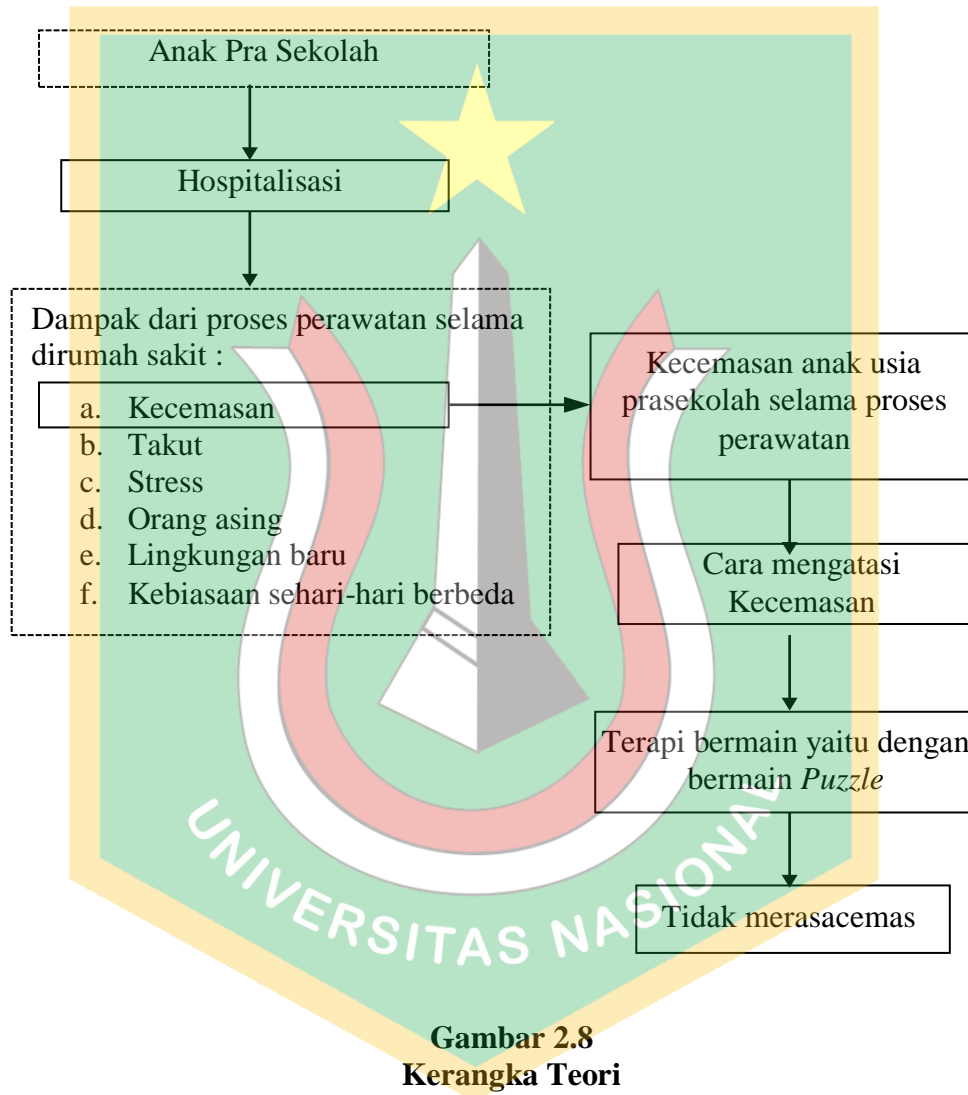 Anak Pra Sekolah
Hospitalisasi
Dampak dari proses perawatan selama
dirumah sakit :
a. Kecemasan
b. Takut
c. Stress
d. Orang asing
e. Lingkungan baru
f. Kebiasaan sehari-hari berbeda
Kecemasan anak usia
prasekolah selama proses
perawatan
Cara mengatasi
Kecemasan
Terapi bermain yaitu dengan
bermain Puzzle
Tidak merasacemas
UNIVERSITAS NASIONAL
Gambar 2.8
Kerangka Teori